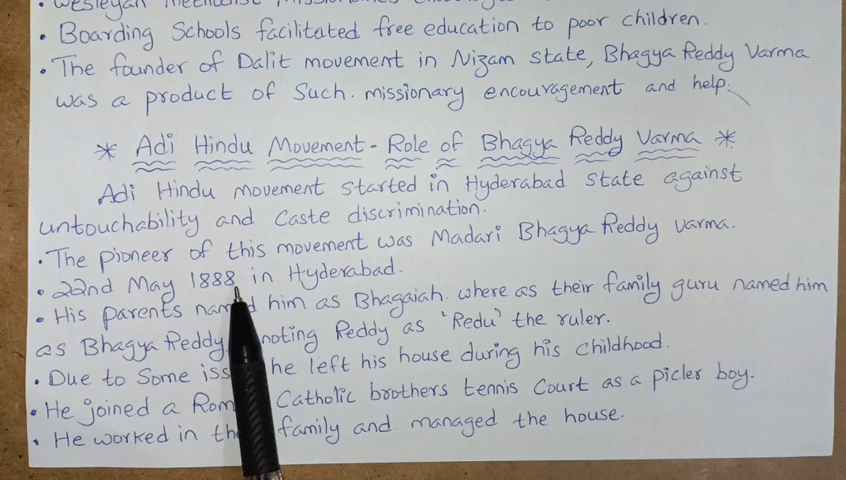 • Wesleyan Methodist Missionaries
• Boarding Schools facilitated free education to poor children.
• The founder of Dalit movement in Nizam state, Bhagya Reddy Varma
was a product of Such. missionary encouragement and help.
* Adi Hindu Movement - Role of Bhagya Reddy Varma *
Adi Hindu movement started in Hyderabad state against
untouchability and Caste discrimination.
• The pioneer of this movement was Madari Bhagya Reddy varma.
• 22nd May 1888 in Hyderabad.
• His parents named him as Bhagaiah. where as their family guru named him
as Bhagya Reddy noting Reddy as 'Redu' the ruler.
• Due to Some iss he left his house during his childhood.
• He joined a Rom Catholic brothers tennis Court as a picler boy.
• He worked in th family and managed the house.